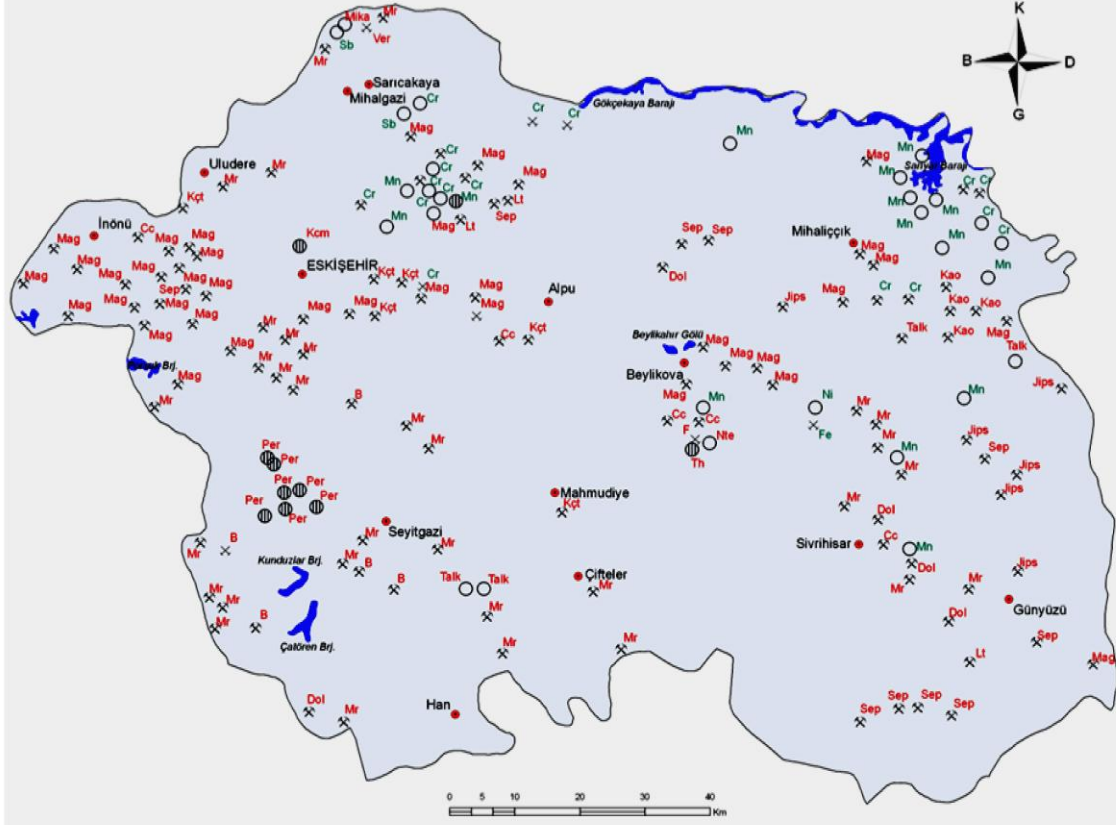 K
B D
G
Mika
Mr
Sb
Ver
Mr
Sarıcakaya
Mihalgazi
Cr
Sb
Mag
Cr
Cr
Gökçekaya Barajı
Mn
Mn
Mag
Sarıyar Barajı
Mn
Cr
Cr
Uludere
Mr
Mr
Kçt
Cr
Mag
Cr
Cr
Cr
Mag
Mn
Cr
Mn
Lt
Cr
Sep
Mag
Lt
Mn
Mn
Mn
Cr
Cr
Mn
Mn
İnönü
Cc
Mag
Mag
Mag
Mag
Kcm
ESKİŞEHİR
Sep
Sep
Dol
Mihalıççık
Mag
Mag
Mag
Mag
Mag
Mag
Mag
Sep
Mag
Mag
Mag
Mag
Mag
Mag
Kçt
Kçt
Cr
Mag
Mag
Mag
Alpu
Mag
Mag
Kçt
Cc
Kçt
Jips
Mag
Cr
Cr
Kao
Kao
Kao
Mag
Talk
Kao
Talk
Mr
Mr
Mag
Mr
Mr
Mr
Mr
Mag
Mr
B
Mr
Mr
Beylikahır Gölü
Mag
Mag
Mag
Mag
Beylikova
Mag
Mn
Cc
Cc
F
Nte
Th
Ni
Fe
Mr
Mr
Mr
Mn
Mr
Mn
Jips
Jips
Sep
Jips
Jips
Per
Per
Per
Per
Per
Per
Per
Mahmudiye
Kçt
Seyitgazi
Mr
Mr
Mr
B
B
Mr
B
Kunduzlar Brj.
Talk
Talk
Mr
Çifteler
Mr
Mr
Dol
Sivrihisar
Cc
Mn
Dol
Mr
Mr
Jips
Günyüzü
Dol
Sep
Lt
Mag
Mr
Mr
Mr
B
Çatören Brj.
Mr
Mr
Dol
Mr
Han
Sep
Sep
Sep
Sep
0 5 10 20 30 40
Km